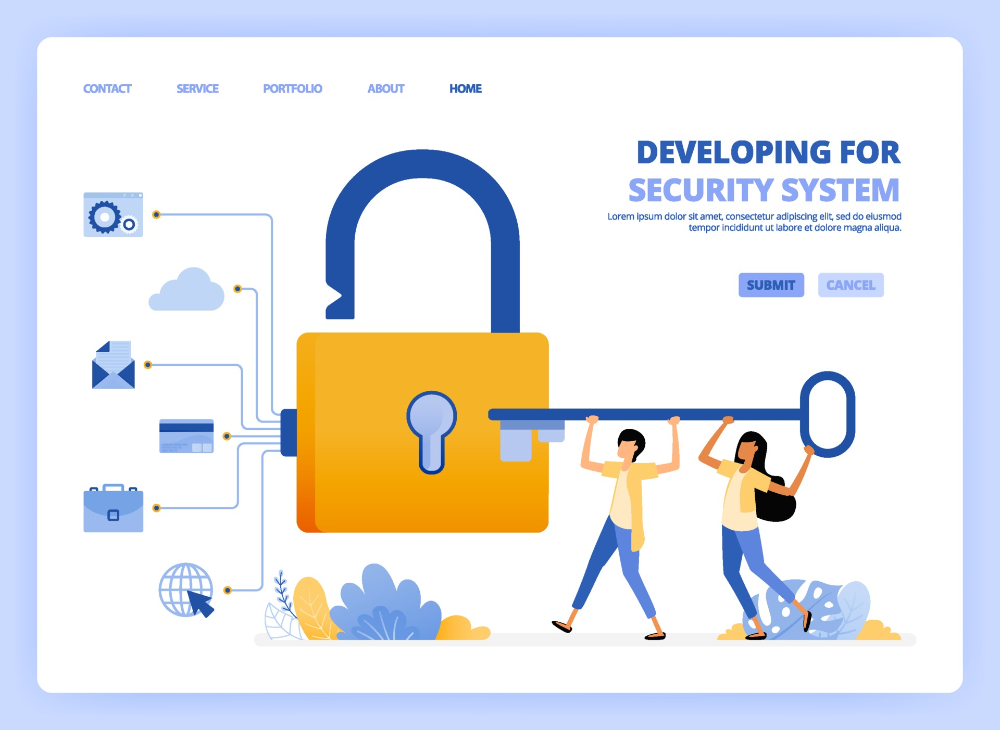 CONTACT SERVICE PORTFOLIO ABOUT HOME
DEVELOPING FOR
SECURITY SYSTEM
Lorem ipsum dolor sit amet, consectetur adipiscing elit, sed do eiusmod
tempor incididunt ut labore et dolore magna aliqua.
SUBMIT CANCEL